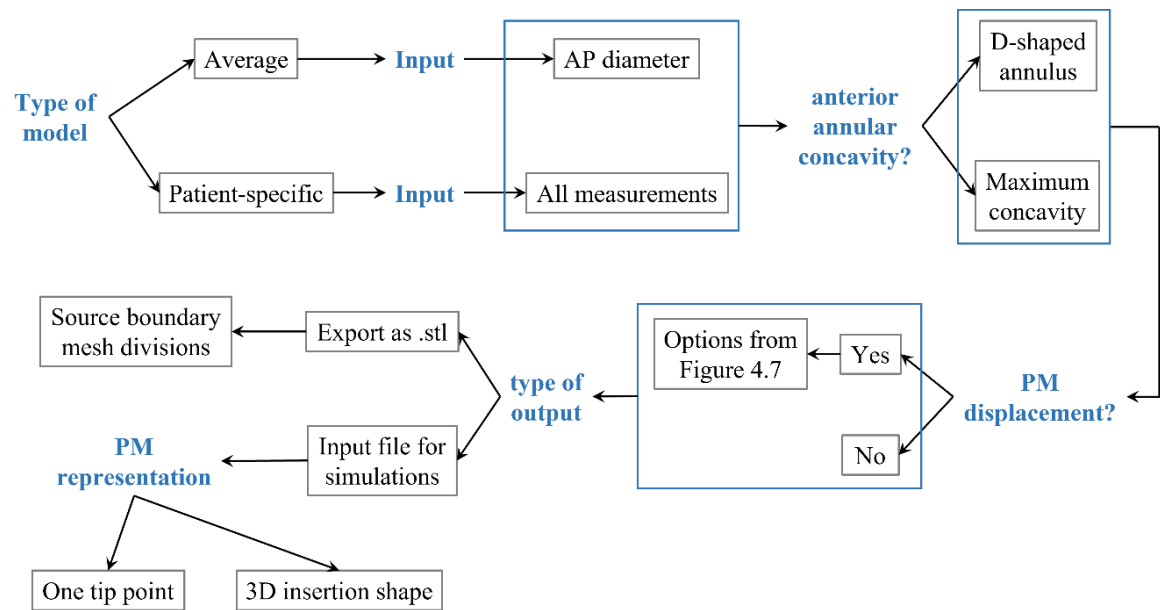 Type of
model
Average
Input
AP diameter
Patient-specific
Input
All measurements
anterior
annular
concavity?
D-shaped
annulus
Maximum
concavity
PM
displacement?
Yes
Options from
Figure 4.7
No
type of
output
Export as .stl
Source boundary
mesh divisions
Input file for
simulations
PM
representation
One tip point
3D insertion shape